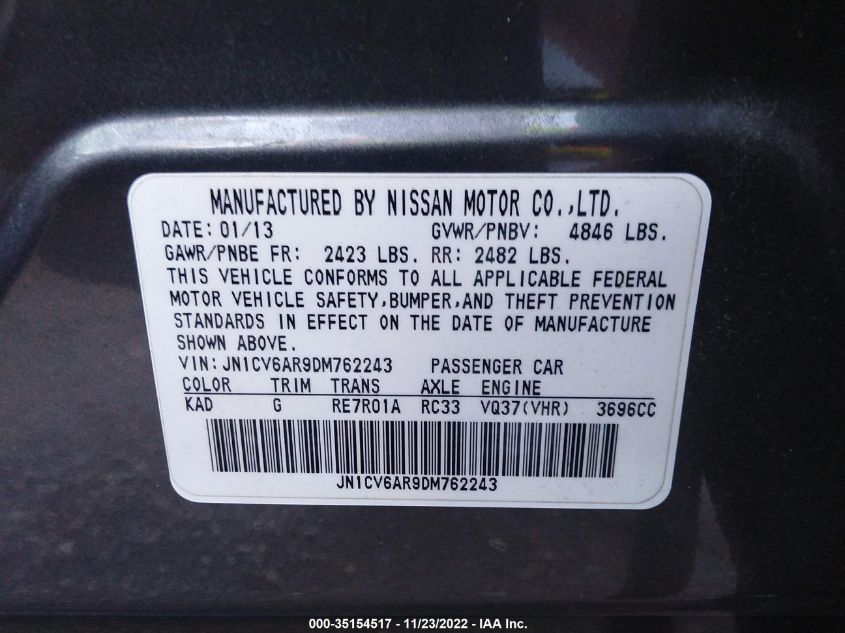 MANUFACTURED BY NISSAN MOTOR CO.,LTD.
DATE: 01/13 GVWR/PNBV: 4846 LBS.
GAWR/PNBE FR: 2423 LBS. RR: 2482 LBS.
THIS VEHICLE CONFORMS TO ALL APPLICABLE FEDERAL
MOTOR VEHICLE SAFETY,BUMPER,AND THEFT PREVENTION
STANDARDS IN EFFECT ON THE DATE OF MANUFACTURE
SHOWN ABOVE.
VIN: JN1CV6AR9DM762243 PASSENGER CAR
COLOR TRIM TRANS AXLE ENGINE
KAD G RE7R01A RC33 VQ37(VHR) 3696CC
JN1CV6AR9DM762243
000-35154517 - 11/23/2022 - IAA Inc.